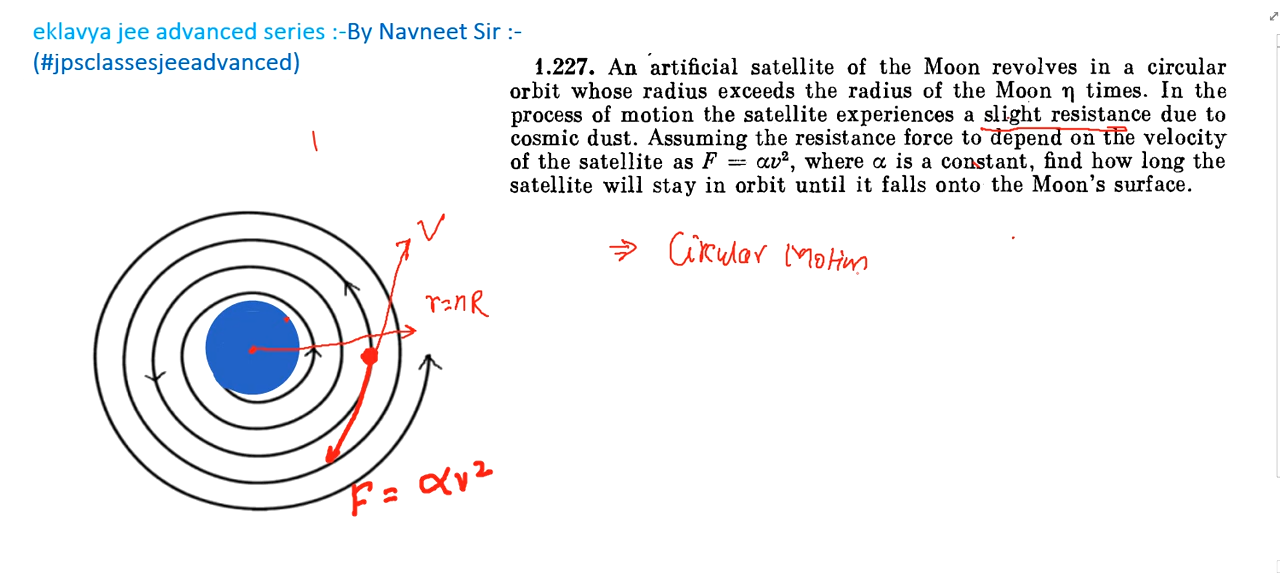 eklavya jee advanced series :-By Navneet Sir :-
(#jpsclassesjeeadvanced)
1.227. An artificial satellite of the Moon revolves in a circular
orbit whose radius exceeds the radius of the Moon η times. In the
process of motion the satellite experiences a slight resistance due to
cosmic dust. Assuming the resistance force to depend on the velocity
of the satellite as F = αv², where α is a constant, find how long the
satellite will stay in orbit until it falls onto the Moon's surface.
V
⇒ Circular Motion
r=nR
F = αv²